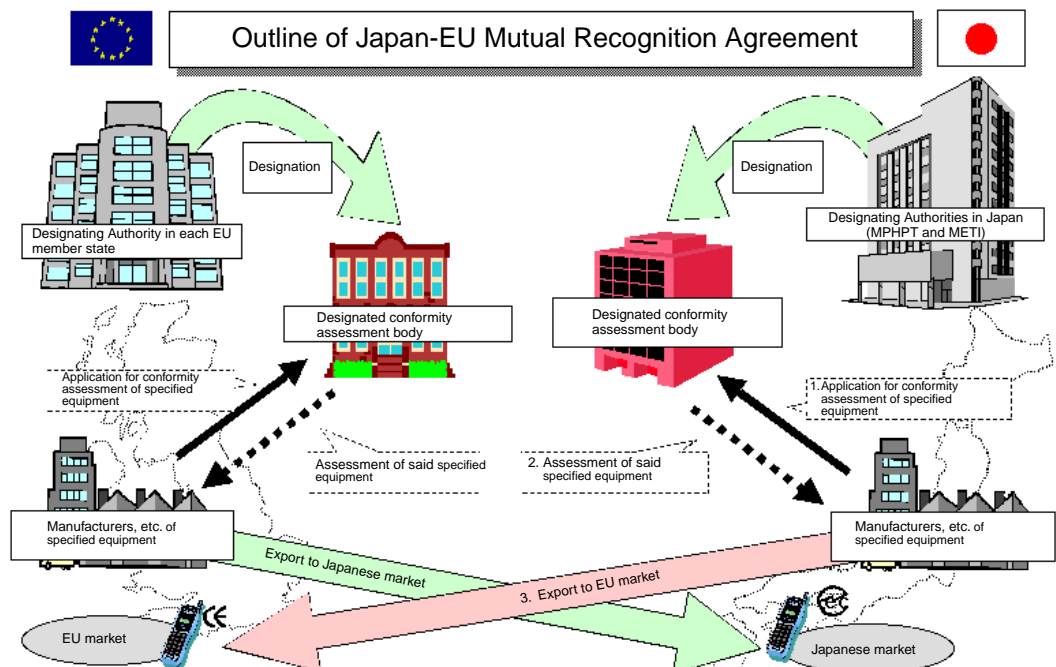 Outline of Japan-EU Mutual Recognition Agreement
Designation
Designation
Designating Authority in each EU
member state
Designating Authorities in Japan
(MPHPT and METI)
Designated conformity
assessment body
Designated conformity
assessment body
Application for conformity
assessment of specified
equipment
1. Application for conformity
assessment of specified
equipment
Assessment of said specified
equipment
2. Assessment of said
specified equipment
Manufacturers, etc. of
specified equipment
Manufacturers, etc. of
specified equipment
Export to Japanese market
3. Export to EU market
CE
EU market
Japanese market